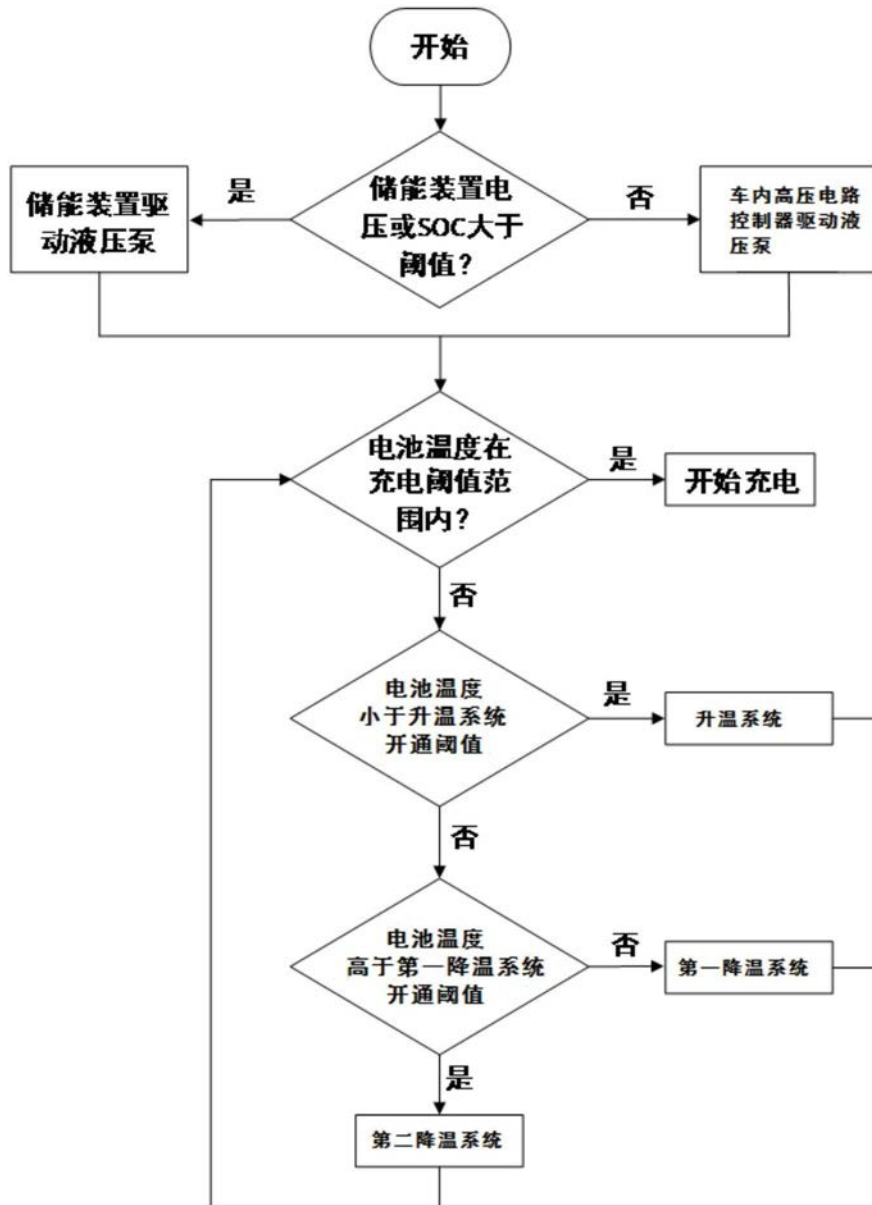 开始
储能装置电
压或SOC大于
阈值？
是
储能装置驱
动液压泵
否
车内高压电路
控制器驱动液
压泵
电池温度在
充电阈值范
围内？
是
开始充电
否
电池温度
小于升温系统
开通阈值
是
升温系统
否
电池温度
高于第一降温系统
开通阈值
否
第一降温系统
是
第二降温系统